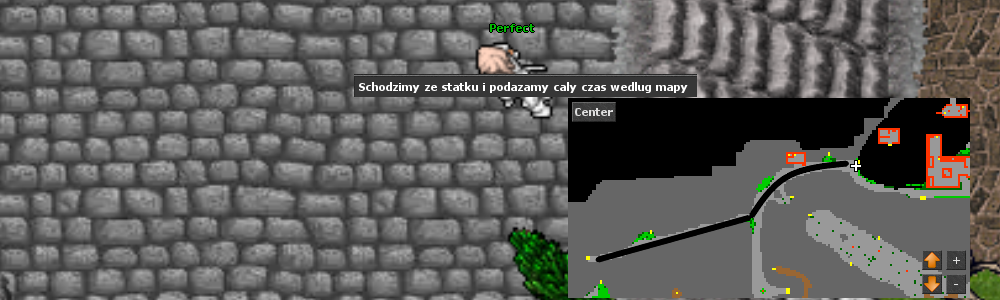 Perfect
Schodzimy ze statku i podazamy caly czas wedlug mapy
Center
+
-